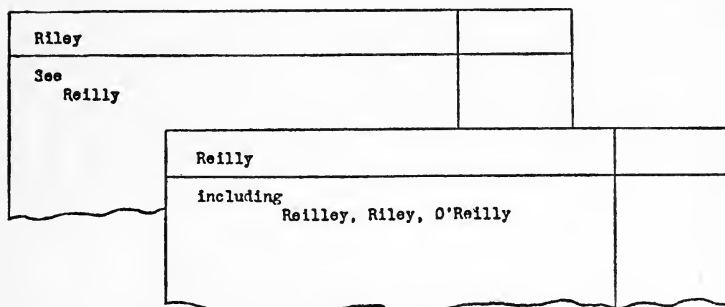 Riley
See
Reilly
Reilly
including
Reilley, Riley, O'Reilly